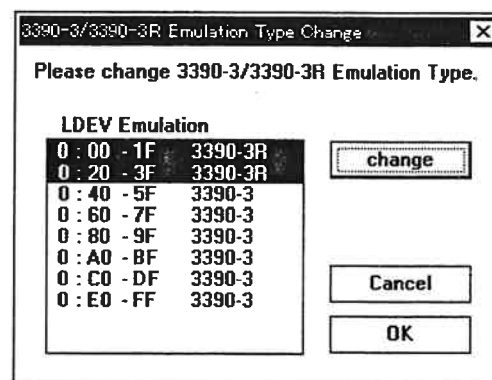 3390-3/3390-3R Emulation Type Change
Please change 3390-3/3390-3R Emulation Type.
LDEV Emulation
0 : 00 - 1F 3390-3R
0 : 20 - 3F 3390-3R
0 : 40 - 5F 3390-3
0 : 60 - 7F 3390-3
0 : 80 - 9F 3390-3
0 : A0 - BF 3390-3
0 : C0 - DF 3390-3
0 : E0 - FF 3390-3
change
Cancel
OK